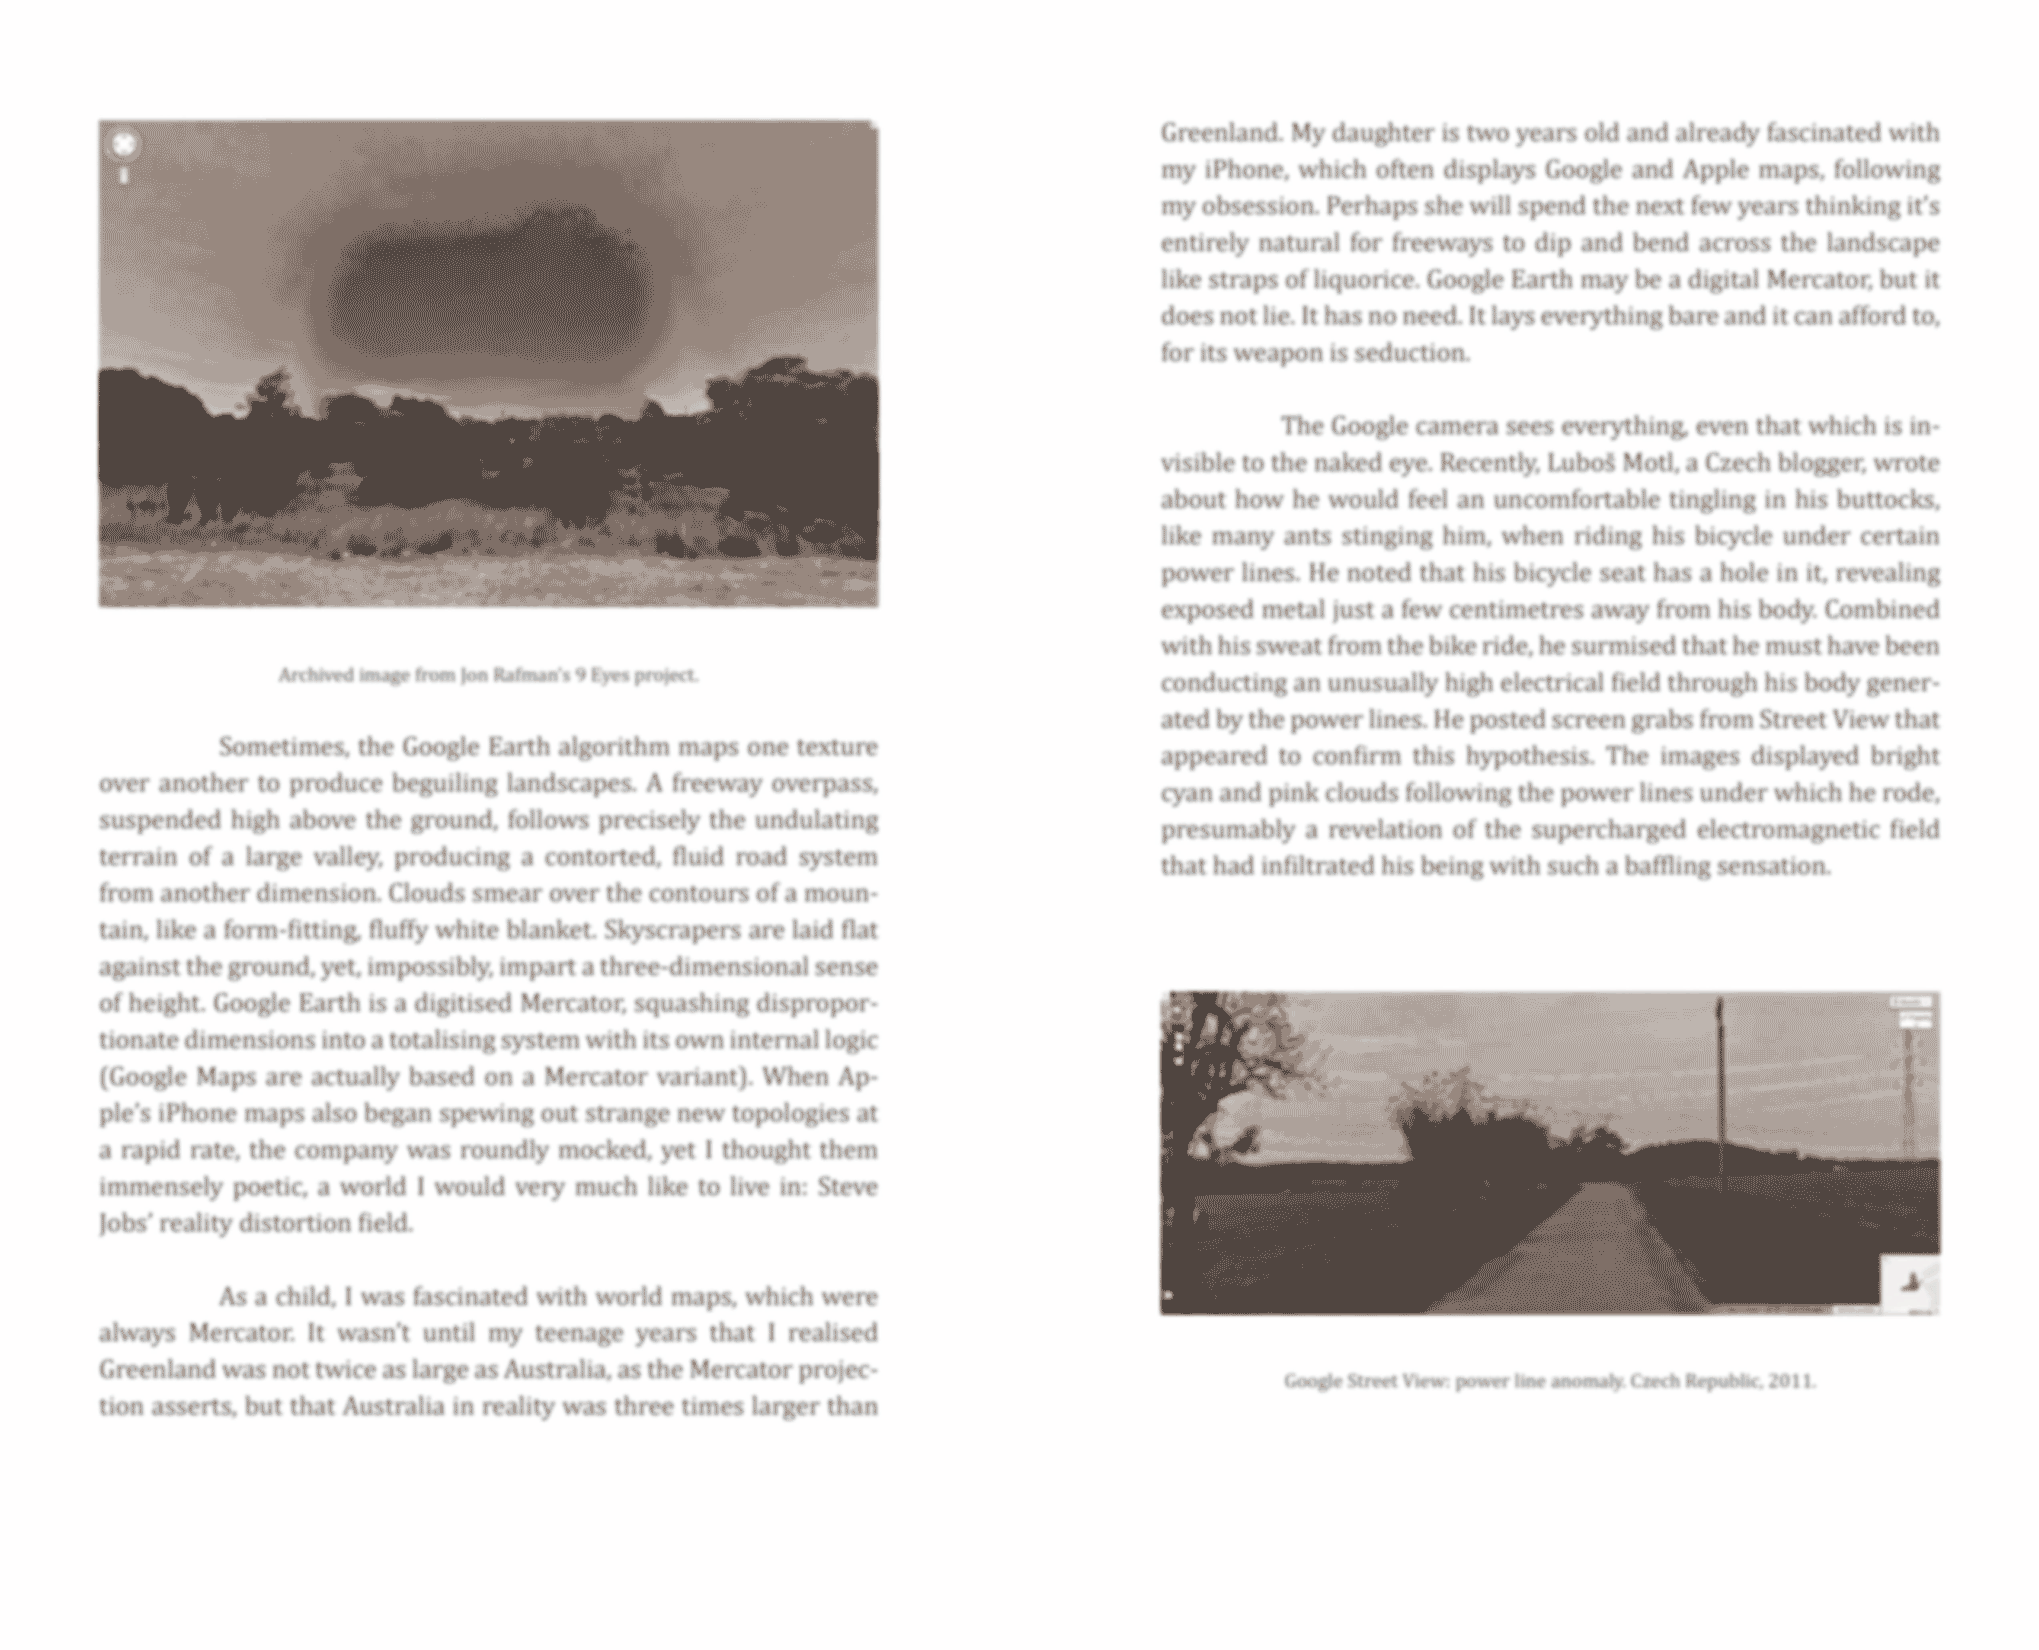 Archived image from Jon Rafman's 9 Eyes project.
Sometimes, the Google Earth algorithm maps one texture
over another to produce beguiling landscapes. A freeway overpass,
suspended high above the ground, follows precisely the undulating
terrain of a large valley, producing a contorted, fluid road system
from another dimension. Clouds smear over the contours of a moun-
tain, like a form-fitting, fluffy white blanket. Skyscrapers are laid flat
against the ground, yet, impossibly, impart a three-dimensional sense
of height. Google Earth is a digitised Mercator, squashing dispropor-
tionate dimensions into a totalising system with its own internal logic
(Google Maps are actually based on a Mercator variant). When Ap-
ple's iPhone maps also began spewing out strange new topologies at
a rapid rate, the company was roundly mocked, yet I thought them
immensely poetic, a world I would very much like to live in: Steve
Jobs' reality distortion field.
As a child, I was fascinated with world maps, which were
always Mercator. It wasn't until my teenage years that I realised
Greenland was not twice as large as Australia, as the Mercator projec-
tion asserts, but that Australia in reality was three times larger than
Greenland. My daughter is two years old and already fascinated with
my iPhone, which often displays Google and Apple maps, following
my obsession. Perhaps she will spend the next few years thinking it's
entirely natural for freeways to dip and bend across the landscape
like straps of liquorice. Google Earth may be a digital Mercator, but it
does not lie. It has no need. It lays everything bare and it can afford to,
for its weapon is seduction.
The Google camera sees everything, even that which is in-
visible to the naked eye. Recently, Luboš Motl, a Czech blogger, wrote
about how he would feel an uncomfortable tingling in his buttocks,
like many ants stinging him, when riding his bicycle under certain
power lines. He noted that his bicycle seat has a hole in it, revealing
exposed metal just a few centimetres away from his body. Combined
with his sweat from the bike ride, he surmised that he must have been
conducting an unusually high electrical field through his body gener-
ated by the power lines. He posted screen grabs from Street View that
appeared to confirm this hypothesis. The images displayed bright
cyan and pink clouds following the power lines under which he rode,
presumably a revelation of the supercharged electromagnetic field
that had infiltrated his being with such a baffling sensation.
Google Street View: power line anomaly. Czech Republic, 2011.